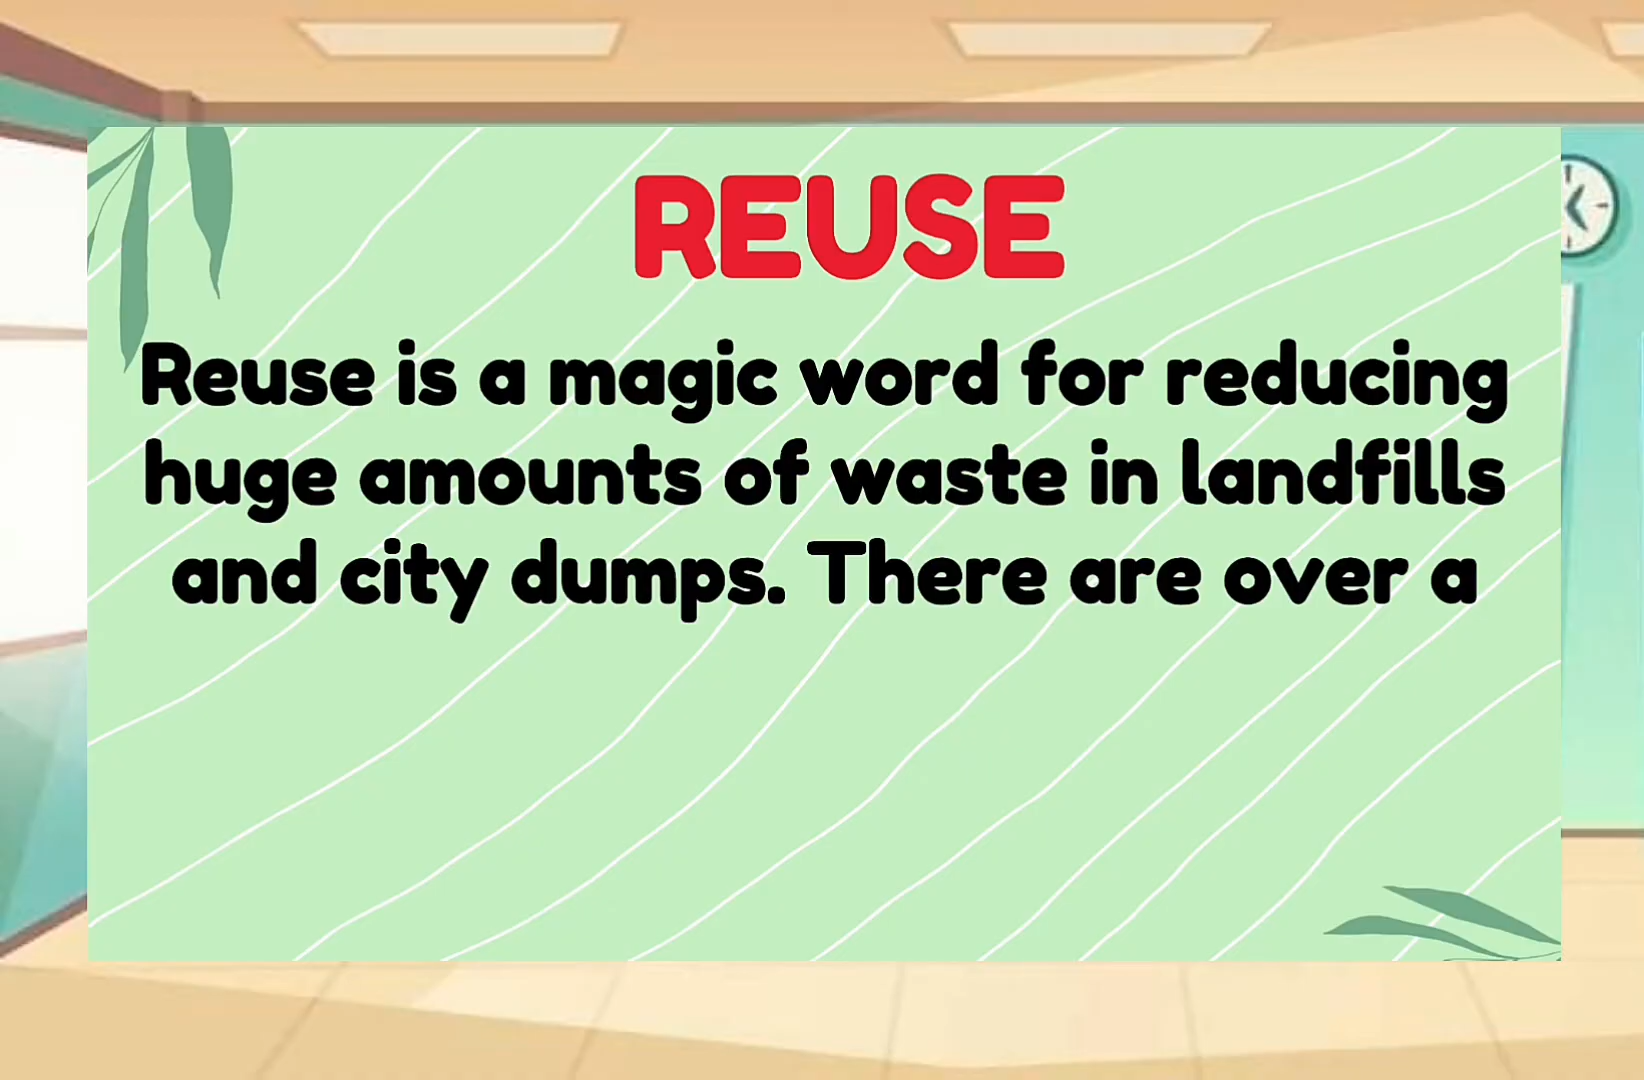 REUSE
Reuse is a magic word for reducing
huge amounts of waste in landfills
and city dumps. There are over a